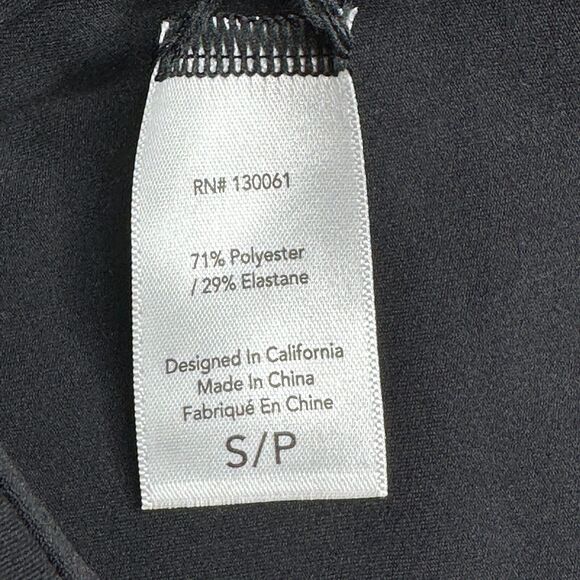 RN# 130061
71% Polyester
/ 29% Elastane
Designed In California
Made In China
Fabriqué En Chine
S/P